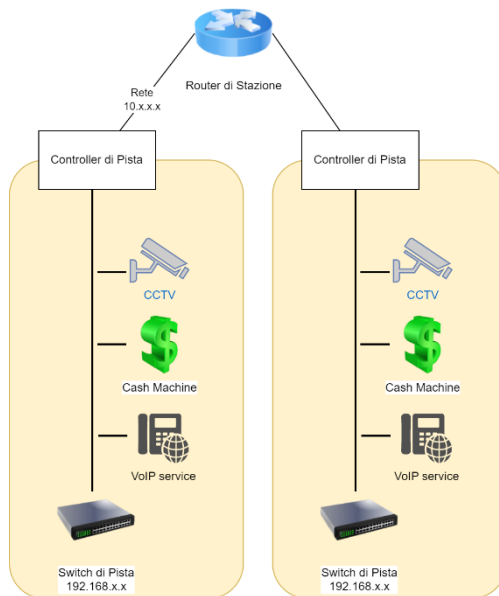 Router di Stazione
Rete
10.x.x.x
Controller di Pista
Controller di Pista
CCTV
CCTV
Cash Machine
Cash Machine
VoIP service
VoIP service
Switch di Pista
192.168.x.x
Switch di Pista
192.168.x.x